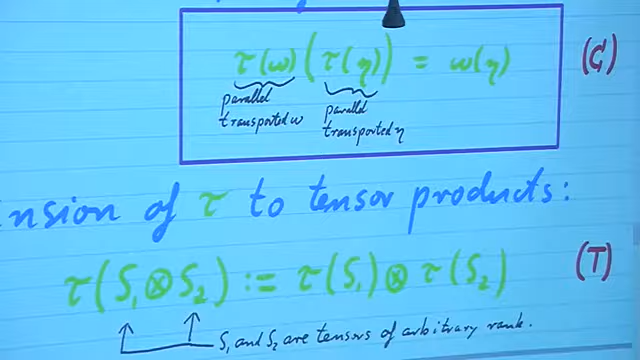 τ(ω)(τ(η)) = ω(η) (C)
parallel transported ω
parallel transported η
nsion of τ to tensor products:
τ(S₁⊗S₂) := τ(S₁)⊗τ(S₂) (T)
S₁ and S₂ are tensors of arbitrary rank.